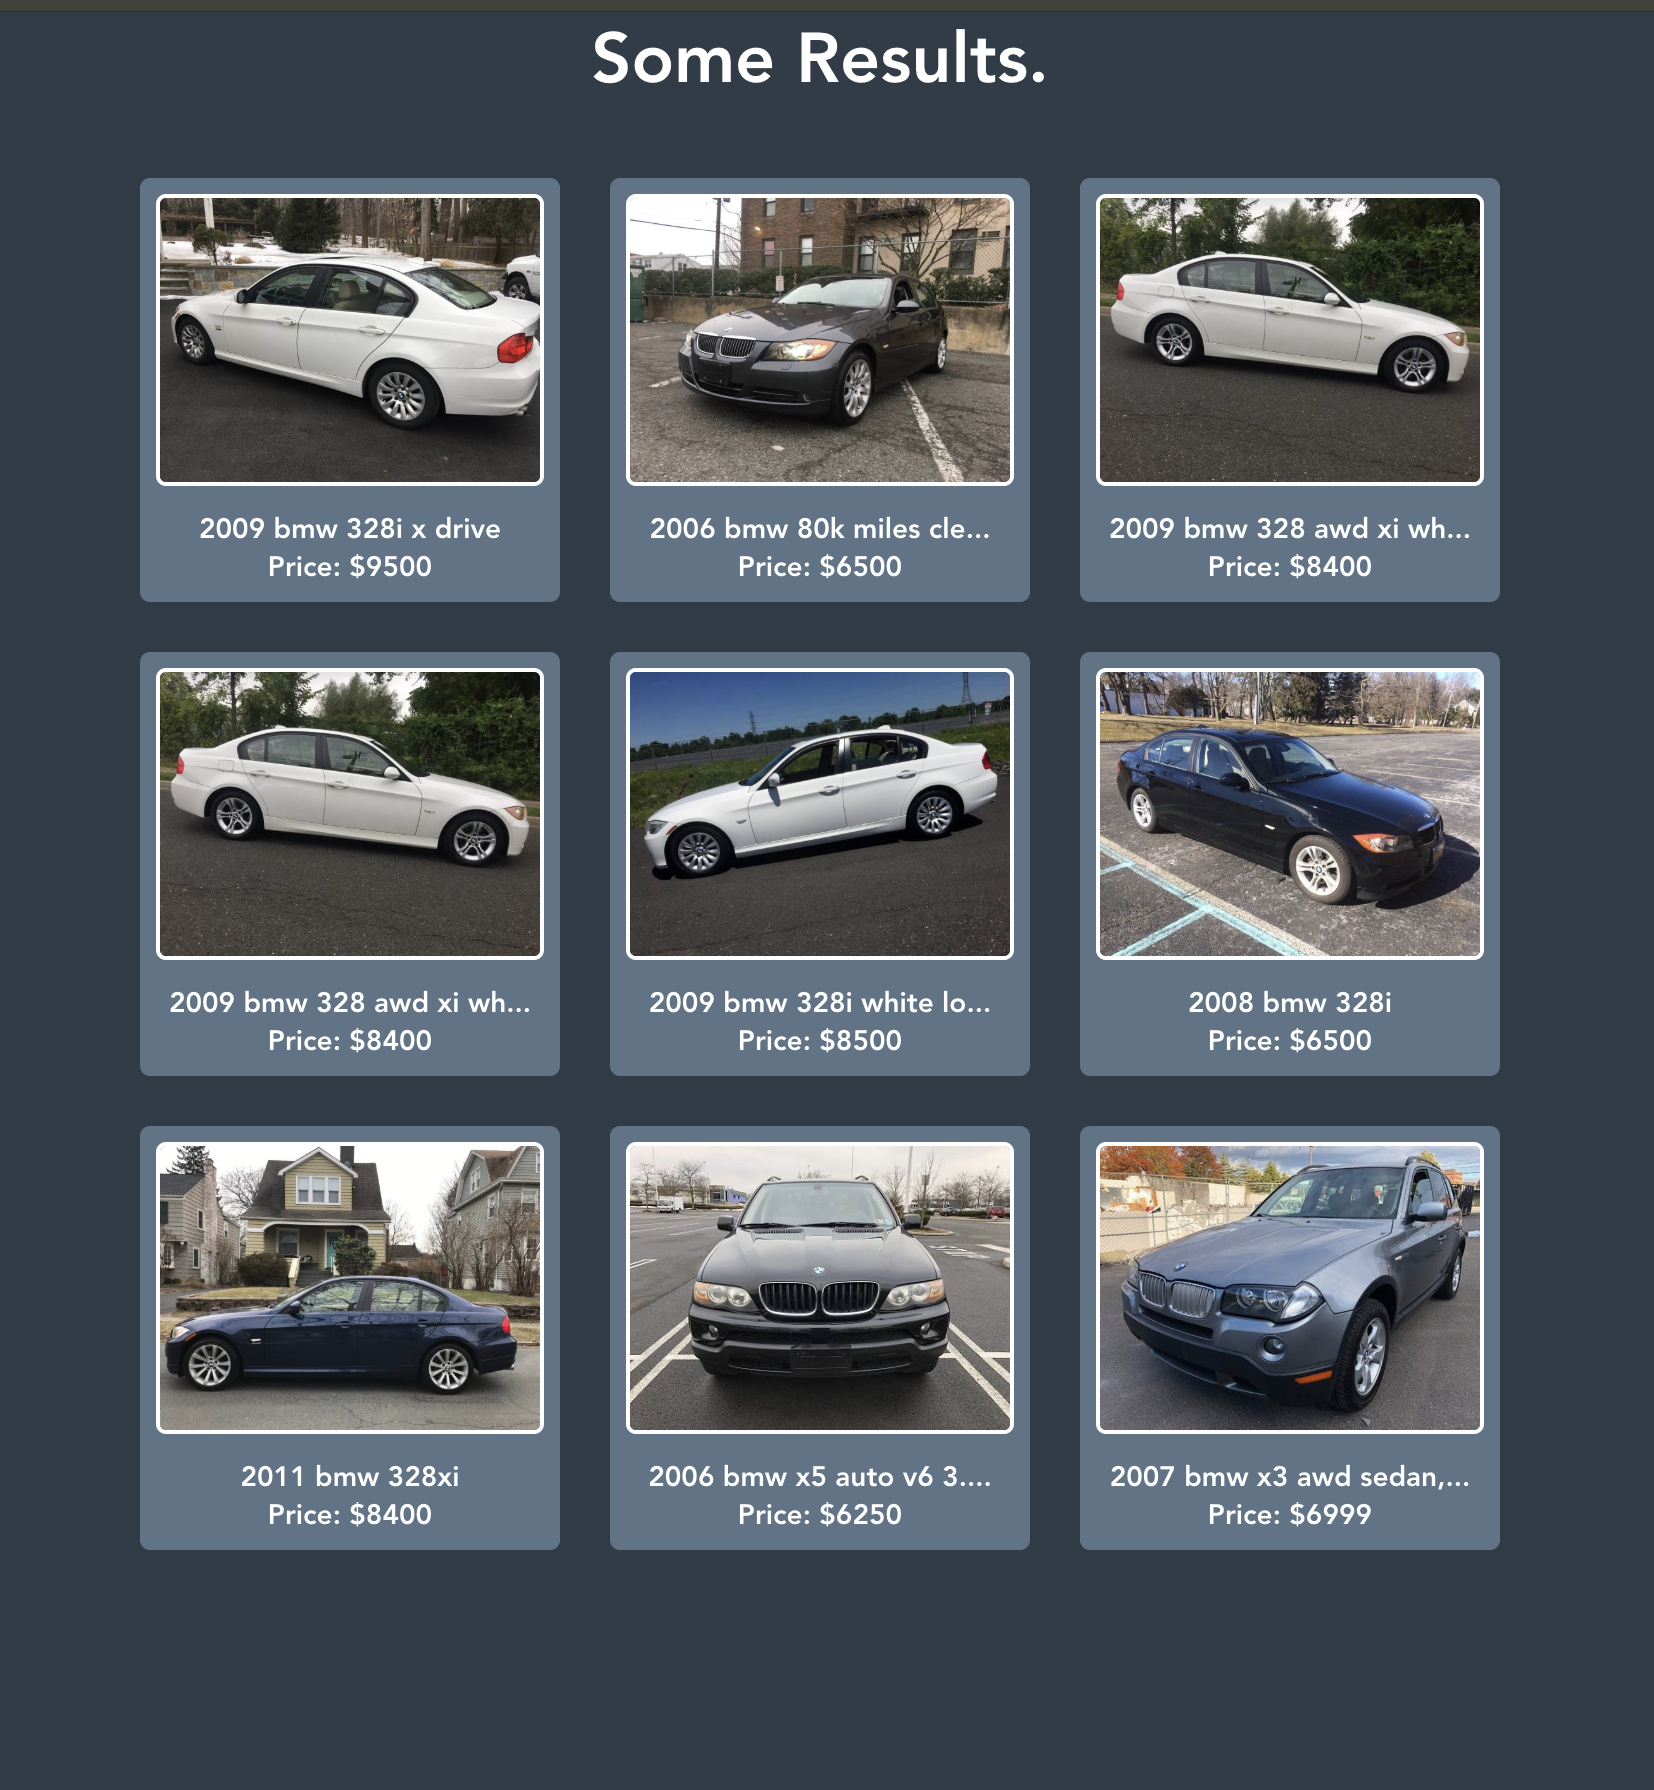 Some Results.
2009 bmw 328i x drive
Price: $9500
2006 bmw 80k miles cle...
Price: $6500
2009 bmw 328 awd xi wh...
Price: $8400
2009 bmw 328 awd xi wh...
Price: $8400
2009 bmw 328i white lo...
Price: $8500
2008 bmw 328i
Price: $6500
2011 bmw 328xi
Price: $8400
2006 bmw x5 auto v6 3....
Price: $6250
2007 bmw x3 awd sedan,...
Price: $6999